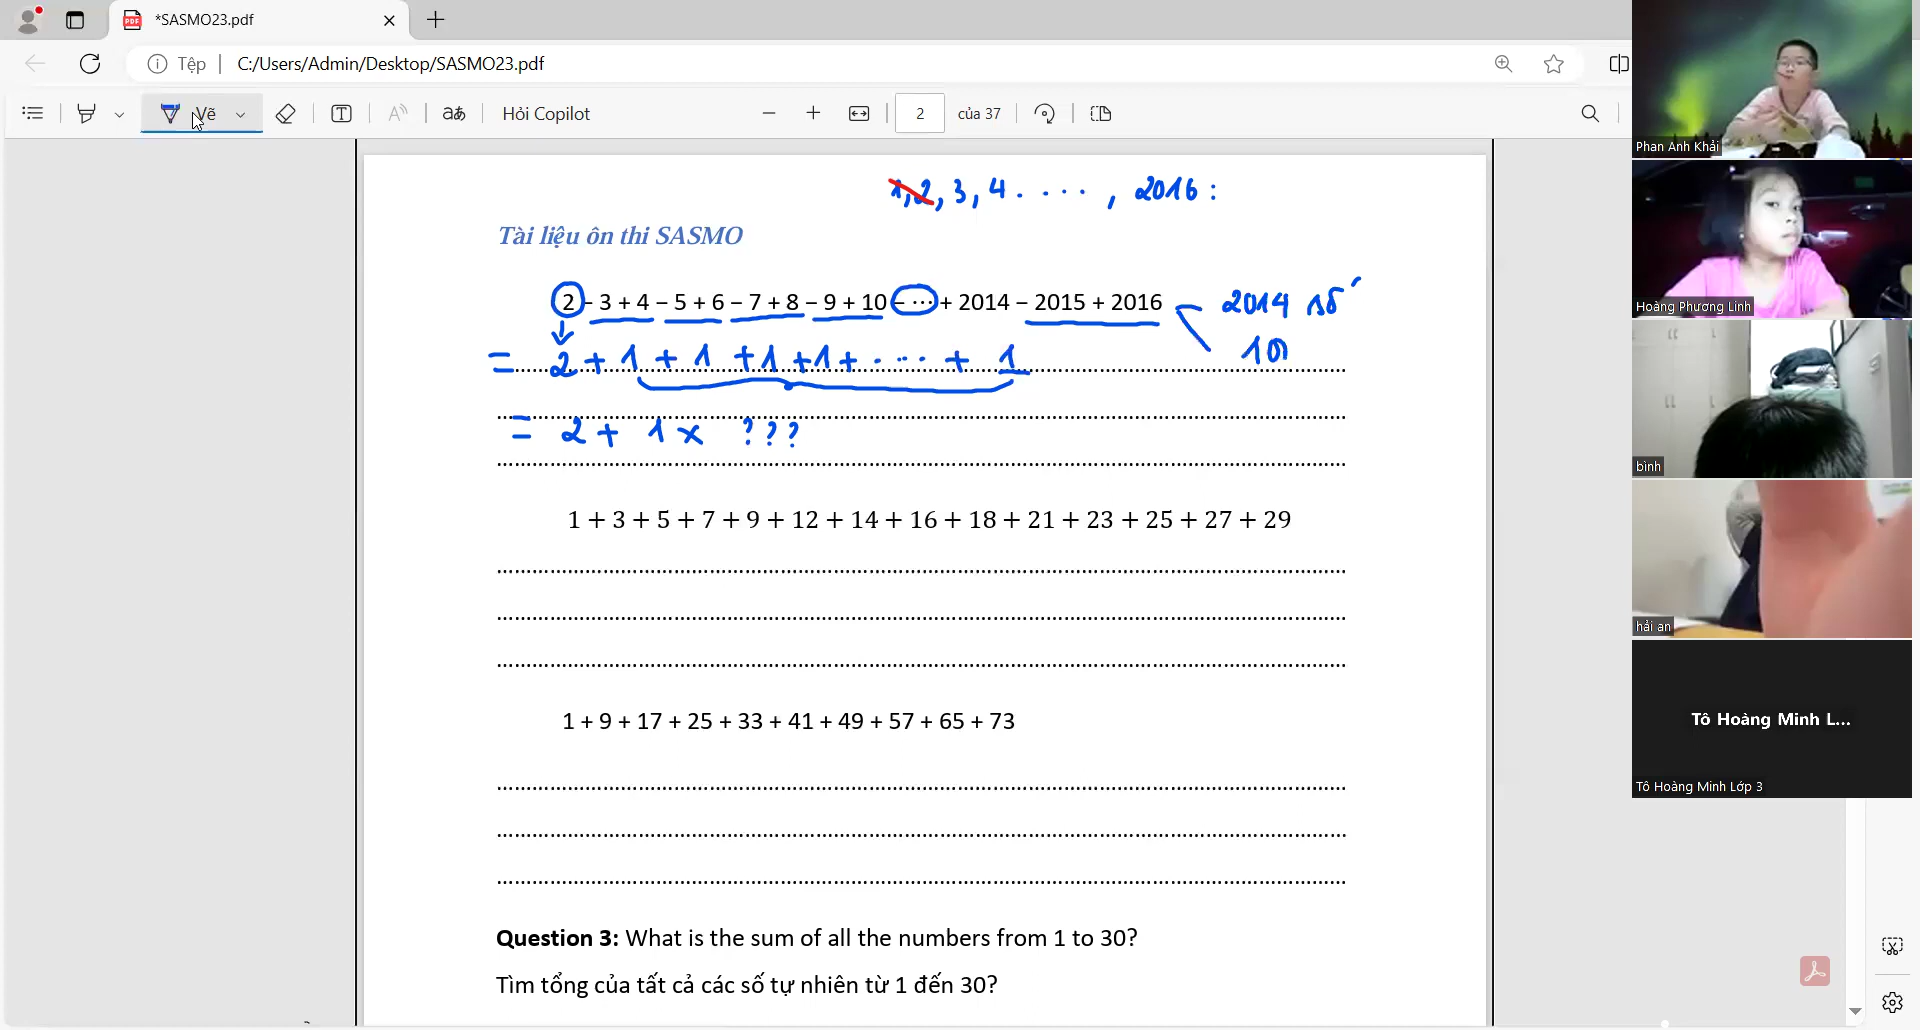 *SASMO23.pdf
Tệp | C:/Users/Admin/Desktop/SASMO23.pdf
Vẽ
Hỏi Copilot
2 của 37
1, 2, 3, 4 . . . . . , 2016 :
Tài liệu ôn thi SASMO
2 - 3 + 4 – 5 + 6 – 7 + 8 – 9 + 10 – ⋯ + 2014 – 2015 + 2016
2014 số
= 2 + 1 + 1 + 1 + 1 + . ... + 1
= 2 + 1 x ???
1 + 3 + 5 + 7 + 9 + 12 + 14 + 16 + 18 + 21 + 23 + 25 + 27 + 29
1 + 9 + 17 + 25 + 33 + 41 + 49 + 57 + 65 + 73
Question 3: What is the sum of all the numbers from 1 to 30?
Tìm tổng của tất cả các số tự nhiên từ 1 đến 30?
Phan Anh Khải
Hoàng Phương Linh
bình
hải an
Tô Hoàng Minh L...
Tô Hoàng Minh Lớp 3